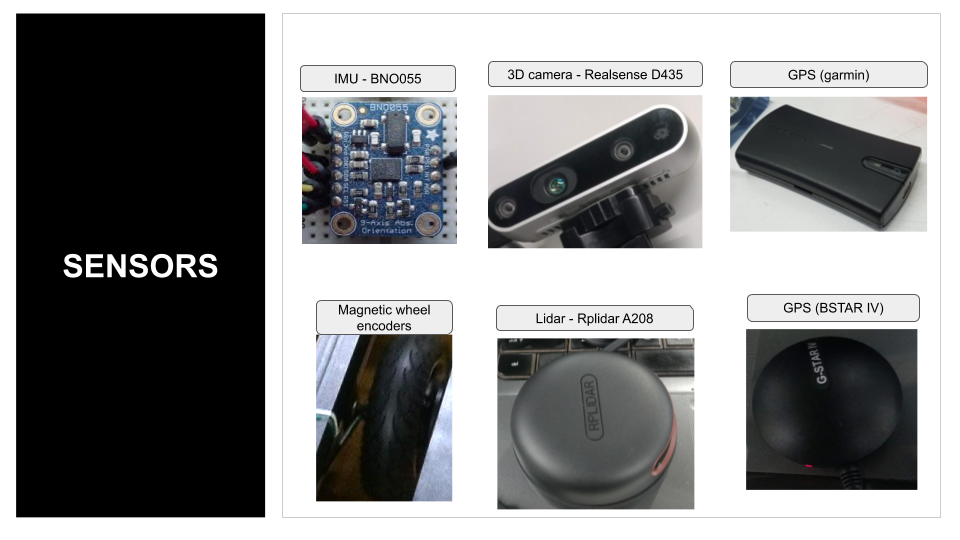 SENSORS
IMU - BNO055
3D camera - Realsense D435
GPS (garmin)
BNO055
9-Axis Abs.
Orientation
Magnetic wheel
encoders
Lidar - Rplidar A208
GPS (BSTAR IV)
RPLIDAR
G-STAR IV